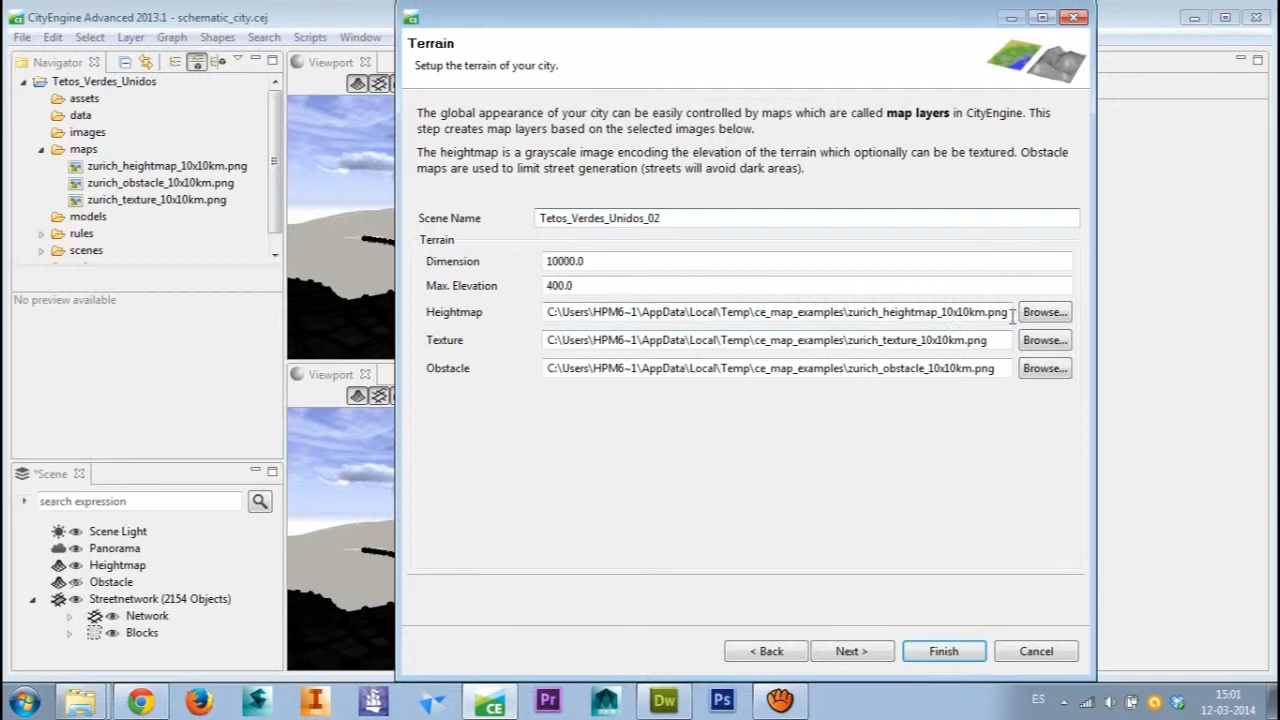 CityEngine Advanced 2013.1 - schematic_city.cej
File Edit Select Layer Graph Shapes Search Scripts Window
Navigator
Tetos_Verdes_Unidos
assets
data
images
maps
zurich_heightmap_10x10km.png
zurich_obstacle_10x10km.png
zurich_texture_10x10km.png
models
rules
scenes
No preview available
*Scene
search expression
Scene Light
Panorama
Heightmap
Obstacle
Streetnetwork (2154 Objects)
Network
Blocks
Viewport
Viewport
Terrain
Setup the terrain of your city.
The global appearance of your city can be easily controlled by maps which are called map layers in CityEngine. This
step creates map layers based on the selected images below.
The heightmap is a grayscale image encoding the elevation of the terrain which optionally can be be textured. Obstacle
maps are used to limit street generation (streets will avoid dark areas).
Scene Name Tetos_Verdes_Unidos_02
Terrain
Dimension 10000.0
Max. Elevation 400.0
Heightmap C:\Users\HPM6~1\AppData\Local\Temp\ce_map_examples\zurich_heightmap_10x10km.png Browse...
Texture C:\Users\HPM6~1\AppData\Local\Temp\ce_map_examples\zurich_texture_10x10km.png Browse...
Obstacle C:\Users\HPM6~1\AppData\Local\Temp\ce_map_examples\zurich_obstacle_10x10km.png Browse...
< Back Next > Finish Cancel
CE
CE Pr Dw Ps
ES
15:01
12-03-2014